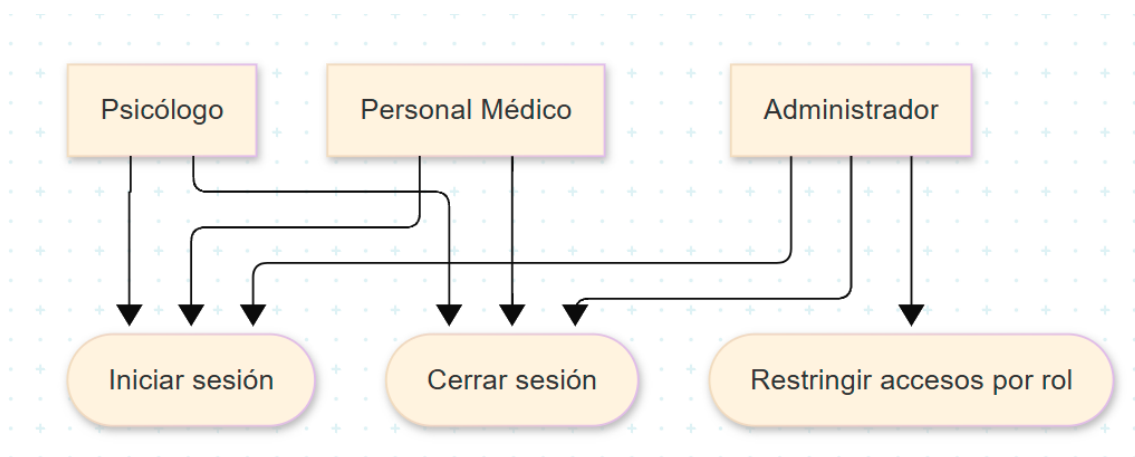 Psicólogo
Personal Médico
Administrador
Iniciar sesión
Cerrar sesión
Restringir accesos por rol